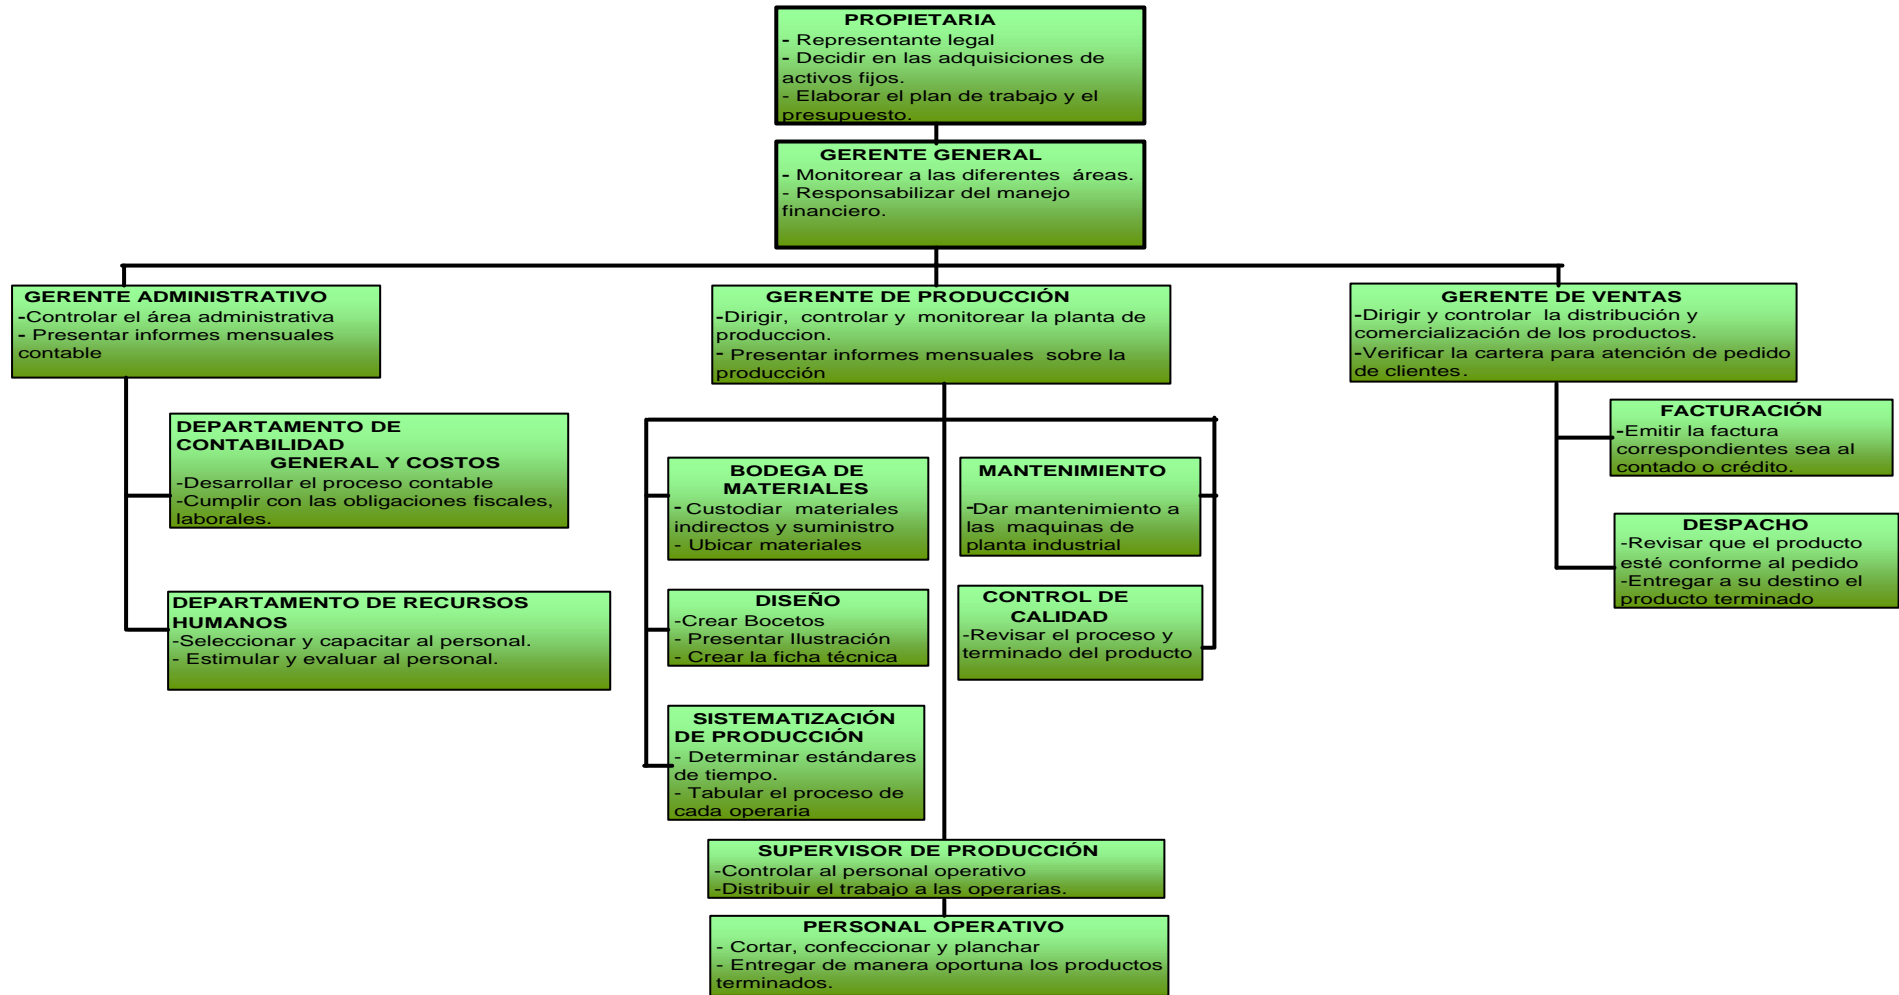 PROPIETARIA
- Representante legal
- Decidir en las adquisiciones de
activos fijos.
- Elaborar el plan de trabajo y el
presupuesto.
GERENTE GENERAL
- Monitorear a las diferentes áreas.
- Responsabilizar del manejo
financiero.
GERENTE ADMINISTRATIVO
-Controlar el área administrativa
- Presentar informes mensuales
contable
GERENTE DE PRODUCCIÓN
-Dirigir, controlar y monitorear la planta de
produccion.
- Presentar informes mensuales sobre la
producción
GERENTE DE VENTAS
-Dirigir y controlar la distribución y
comercialización de los productos.
-Verificar la cartera para atención de pedido
de clientes.
DEPARTAMENTO DE
CONTABILIDAD
GENERAL Y COSTOS
-Desarrollar el proceso contable
-Cumplir con las obligaciones fiscales,
laborales.
DEPARTAMENTO DE RECURSOS
HUMANOS
-Seleccionar y capacitar al personal.
- Estimular y evaluar al personal.
BODEGA DE
MATERIALES
- Custodiar materiales
indirectos y suministro
- Ubicar materiales
DISEÑO
-Crear Bocetos
- Presentar Ilustración
- Crear la ficha técnica
SISTEMATIZACIÓN
DE PRODUCCIÓN
- Determinar estándares
de tiempo.
- Tabular el proceso de
cada operaria
MANTENIMIENTO
-Dar mantenimiento a
las maquinas de
planta industrial
CONTROL DE
CALIDAD
-Revisar el proceso y
terminado del producto
FACTURACIÓN
-Emitir la factura
correspondientes sea al
contado o crédito.
DESPACHO
-Revisar que el producto
esté conforme al pedido
-Entregar a su destino el
producto terminado
SUPERVISOR DE PRODUCCIÓN
-Controlar al personal operativo
-Distribuir el trabajo a las operarias.
PERSONAL OPERATIVO
- Cortar, confeccionar y planchar
- Entregar de manera oportuna los productos
terminados.